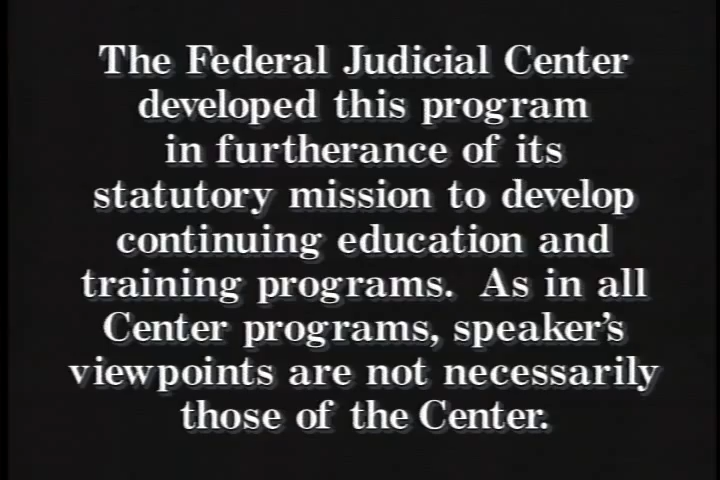 The Federal Judicial Center
developed this program
in furtherance of its
statutory mission to develop
continuing education and
training programs.  As in all
Center programs, speaker's
viewpoints are not necessarily
those of the Center.